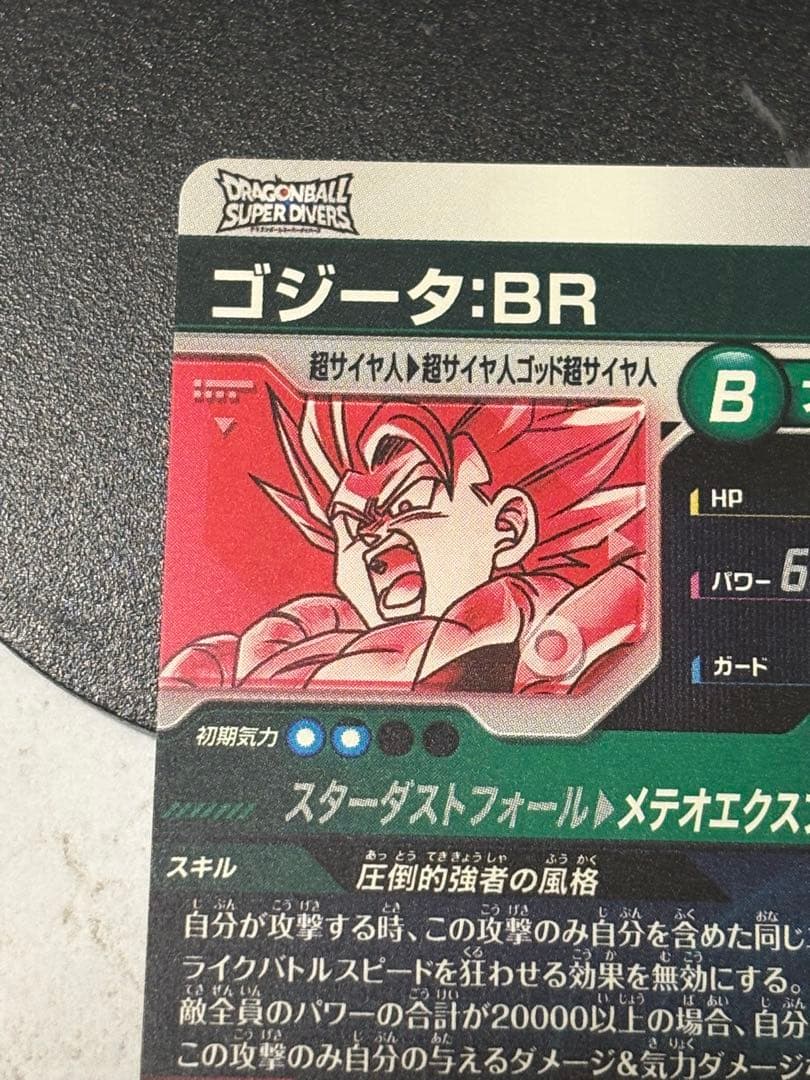 DRAGONBALL
SUPER DIVERS
ゴジータ:BR
超サイヤ人▶超サイヤ人ゴッド超サイヤ人
B
HP
パワー 6
ガード
初期気力
スターダストフォール▶メテオエクスプ
スキル
圧倒的強者の風格
自分が攻撃する時、この攻撃のみ自分を含めた同じ
ライクバトルスピードを狂わせる効果を無効にする。
敵全員のパワーの合計が20000以上の場合、自分
この攻撃のみ自分の与えるダメージ&気力ダメージ